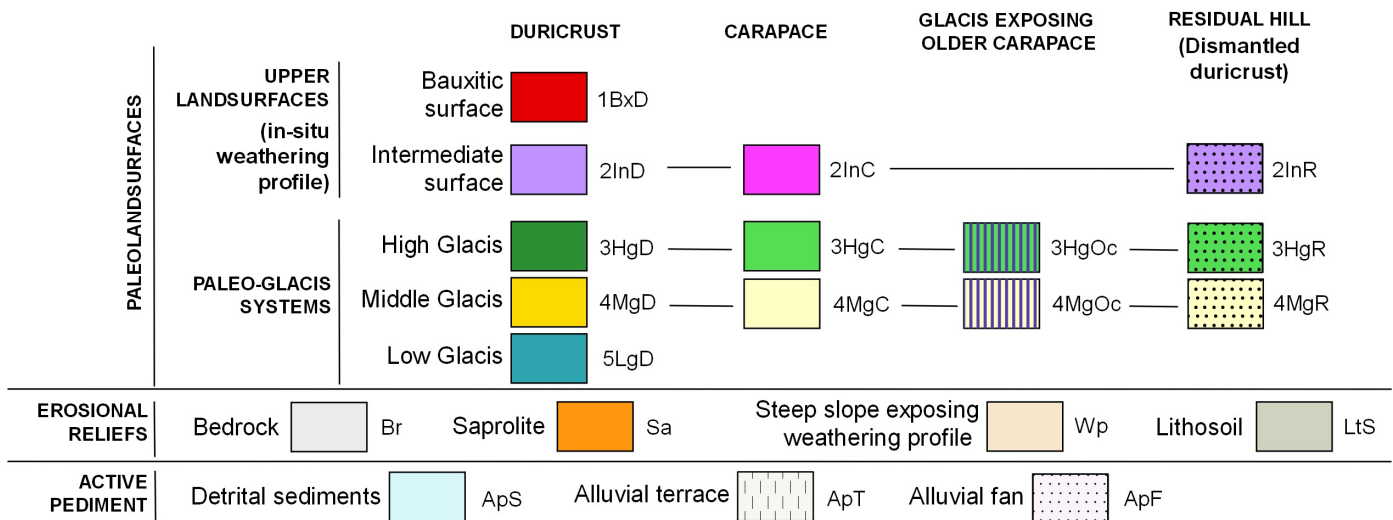 DURICRUST
CARAPACE
GLACIS EXPOSING
OLDER CARAPACE
RESIDUAL HILL
(Dismantled
duricrust)
PALEOLANDSURFACES
UPPER
LANDSURFACES
(in-situ
weathering
profile)
Bauxitic
surface
1BxD
Intermediate
surface
2InD
2InC
2InR
PALEO-GLACIS
SYSTEMS
High Glacis
3HgD
3HgC
3HgOc
3HgR
Middle Glacis
4MgD
4MgC
4MgOc
4MgR
Low Glacis
5LgD
EROSIONAL
RELIEFS
Bedrock
Br
Saprolite
Sa
Steep slope exposing
weathering profile
Wp
Lithosoil
LtS
ACTIVE
PEDIMENT
Detrital sediments
ApS
Alluvial terrace
ApT
Alluvial fan
ApF